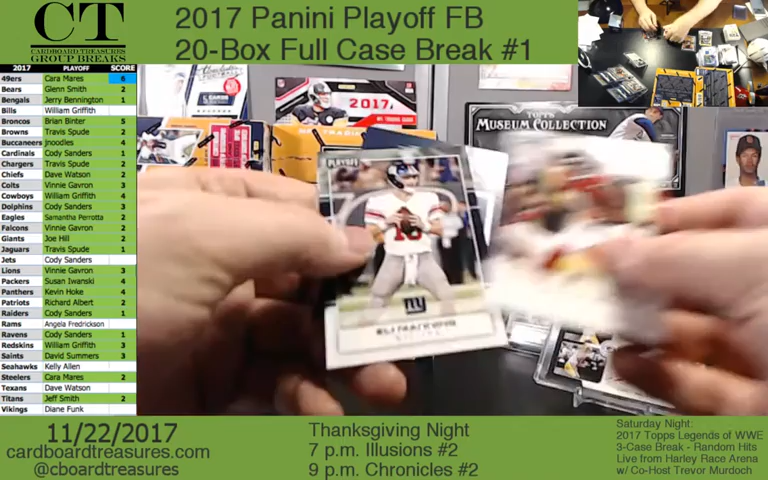 CT
CARDBOARD TREASURES
GROUP BREAKS
2017 Panini Playoff FB
20-Box Full Case Break #1
2017 PLAYOFF SCORE
49ers Cara Mares 6
Bears Glenn Smith 2
Bengals Jerry Bennington 1
Bills William Griffith
Broncos Brian Binter 5
Browns Travis Spude 2
Buccaneers Jnoodles 4
Cardinals Cody Sanders 1
Chargers Travis Spude 2
Chiefs Dave Watson 2
Colts Vinnie Gavron 3
Cowboys William Griffith 4
Dolphins Cody Sanders 3
Eagles Samantha Perrotta 2
Falcons Vinnie Gavron 2
Giants Joe Hill 2
Jaguars Travis Spude 1
Jets Cody Sanders
Lions Vinnie Gavron 3
Packers Susan Iwanski 4
Panthers Kevin Hoke 4
Patriots Richard Albert 2
Raiders Cody Sanders 1
Rams Angela Fredrickson
Ravens Cody Sanders 1
Redskins William Griffith 3
Saints David Summers 3
Seahawks Kelly Allen
Steelers Cara Mares 2
Texans Dave Watson
Titans Jeff Smith 2
Vikings Diane Funk
2017
TOPPS
MUSEUM COLLECTION
PLAYOFF
10
ny
ELI MANNING
11/22/2017
cardboardtreasures.com
@cboardtreasures
Thanksgiving Night
7 p.m. Illusions #2
9 p.m. Chronicles #2
Saturday Night:
2017 Topps Legends of WWE
3-Case Break - Random Hits
Live from Harley Race Arena
w/ Co-Host Trevor Murdoch